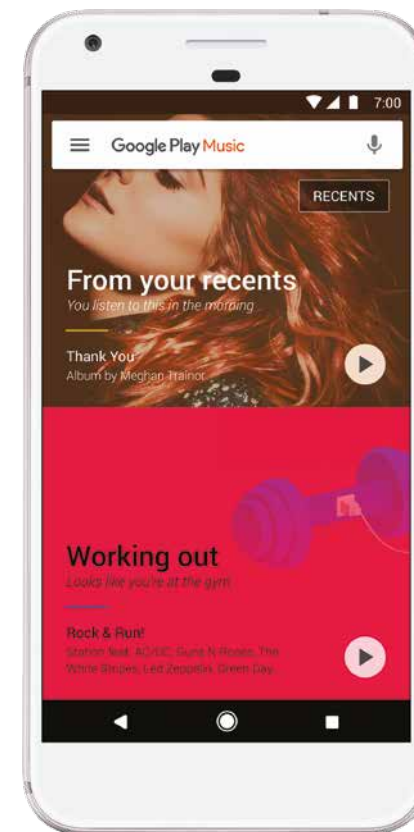 7:00
Google Play Music
RECENTS
From your recents
You listen to this in the morning
Thank You
Album by Meghan Trainor
Working out
Looks like you're at the gym
Rock & Run!
Station feat. AC/DC, Guns N Roses, The
White Stripes, Led Zeppelin, Green Day